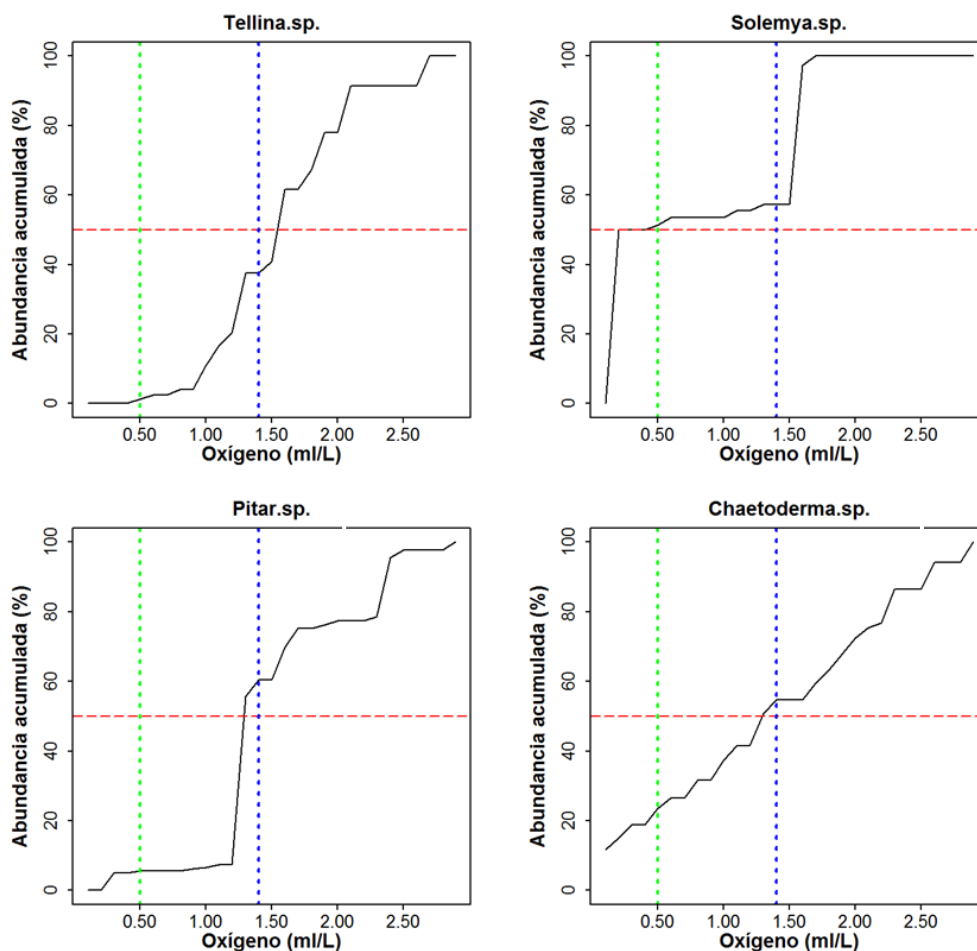 Tellina.sp.
Abundancia acumulada (%)
0 20 40 60 80 100
0.50 1.00 1.50 2.00 2.50
Oxígeno (ml/L)
Solemya.sp.
Abundancia acumulada (%)
0 20 40 60 80 100
0.50 1.00 1.50 2.00 2.50
Oxígeno (ml/L)
Pitar.sp.
Abundancia acumulada (%)
0 20 40 60 80 100
0.50 1.00 1.50 2.00 2.50
Oxígeno (ml/L)
Chaetoderma.sp.
Abundancia acumulada (%)
0 20 40 60 80 100
0.50 1.00 1.50 2.00 2.50
Oxígeno (ml/L)